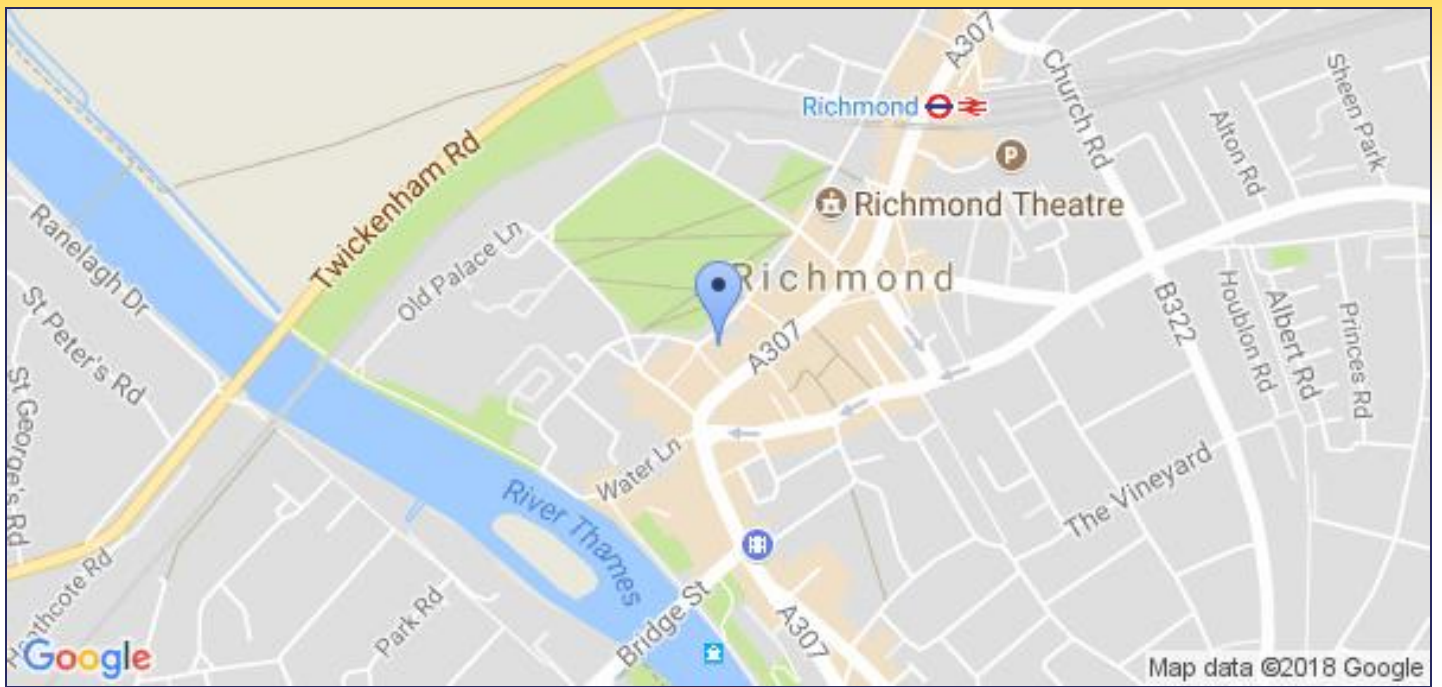 A307
Church Rd
Sheen Park
Richmond
P
Alton Rd
Twickenham Rd
Richmond Theatre
Ranelagh Dr
Old Palace Ln
Richmond
St Peter's Rd
B322
Houblon Rd
Albert Rd
Princes Rd
A307
St George's Rd
Water Ln
The Vineyard
River Thames
Heathcote Rd
Park Rd
Bridge St
A307
Google
Map data ©2018 Google